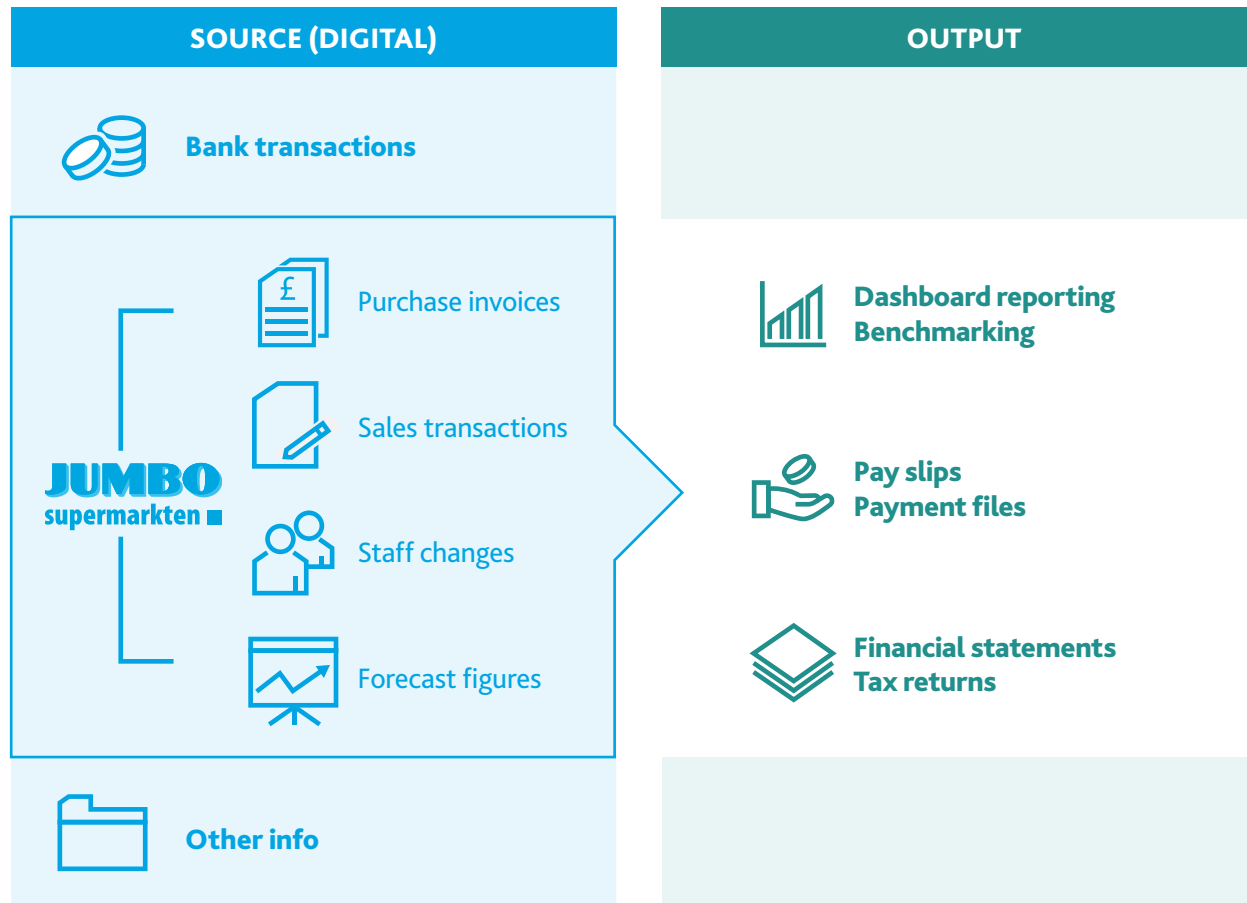 SOURCE (DIGITAL)
Bank transactions
£
Purchase invoices
Sales transactions
JUMBO
supermarkten
Staff changes
Forecast figures
Other info
OUTPUT
Dashboard reporting
Benchmarking
Pay slips
Payment files
Financial statements
Tax returns